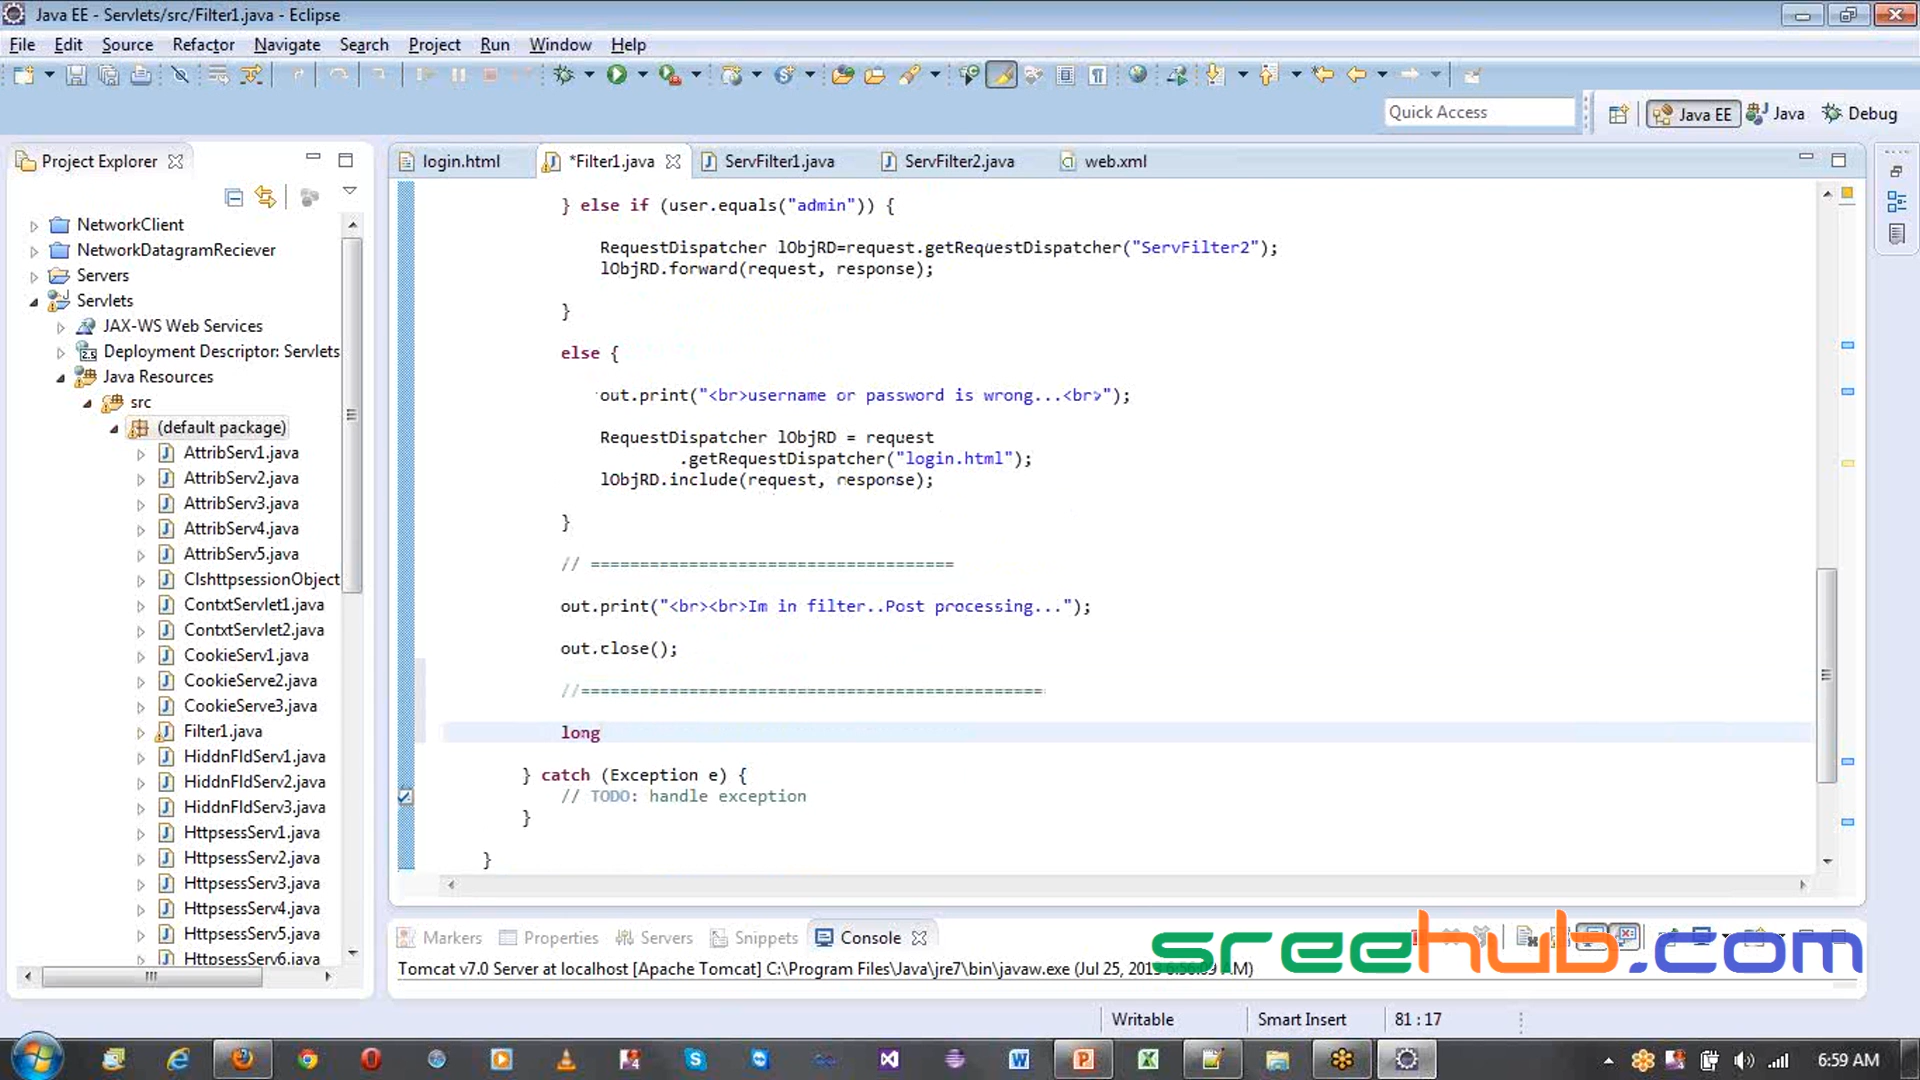 Java EE - Servlets/src/Filter1.java - Eclipse
File Edit Source Refactor Navigate Search Project Run Window Help
Quick Access
Java EE Java Debug
Project Explorer
login.html *Filter1.java ServFilter1.java ServFilter2.java web.xml
NetworkClient
NetworkDatagramReciever
Servers
Servlets
JAX-WS Web Services
Deployment Descriptor: Servlets
Java Resources
src
(default package)
AttribServ1.java
AttribServ2.java
AttribServ3.java
AttribServ4.java
AttribServ5.java
ClshttpsessionObject
ContxtServlet1.java
ContxtServlet2.java
CookieServ1.java
CookieServe2.java
CookieServe3.java
Filter1.java
HiddnFldServ1.java
HiddnFldServ2.java
HiddnFldServ3.java
HttpsessServ1.java
HttpsessServ2.java
HttpsessServ3.java
HttpsessServ4.java
HttpsessServ5.java
HttpsessServ6.java
} else if (user.equals("admin")) {
RequestDispatcher lObjRD=request.getRequestDispatcher("ServFilter2");
lObjRD.forward(request, response);
}
else {
out.print("<br>username or password is wrong...<br>");
RequestDispatcher lObjRD = request
.getRequestDispatcher("login.html");
lObjRD.include(request, response);
}
// =====================================
out.print("<br><br>Im in filter..Post processing...");
out.close();
//===============================================
long
} catch (Exception e) {
// TODO: handle exception
}
}
Markers Properties Servers Snippets Console
sreehub.com
Tomcat v7.0 Server at localhost [Apache Tomcat] C:\Program Files\Java\jre7\bin\javaw.exe (Jul 25, 2013 6:56:09 AM)
Writable Smart Insert 81 : 17
6:59 AM